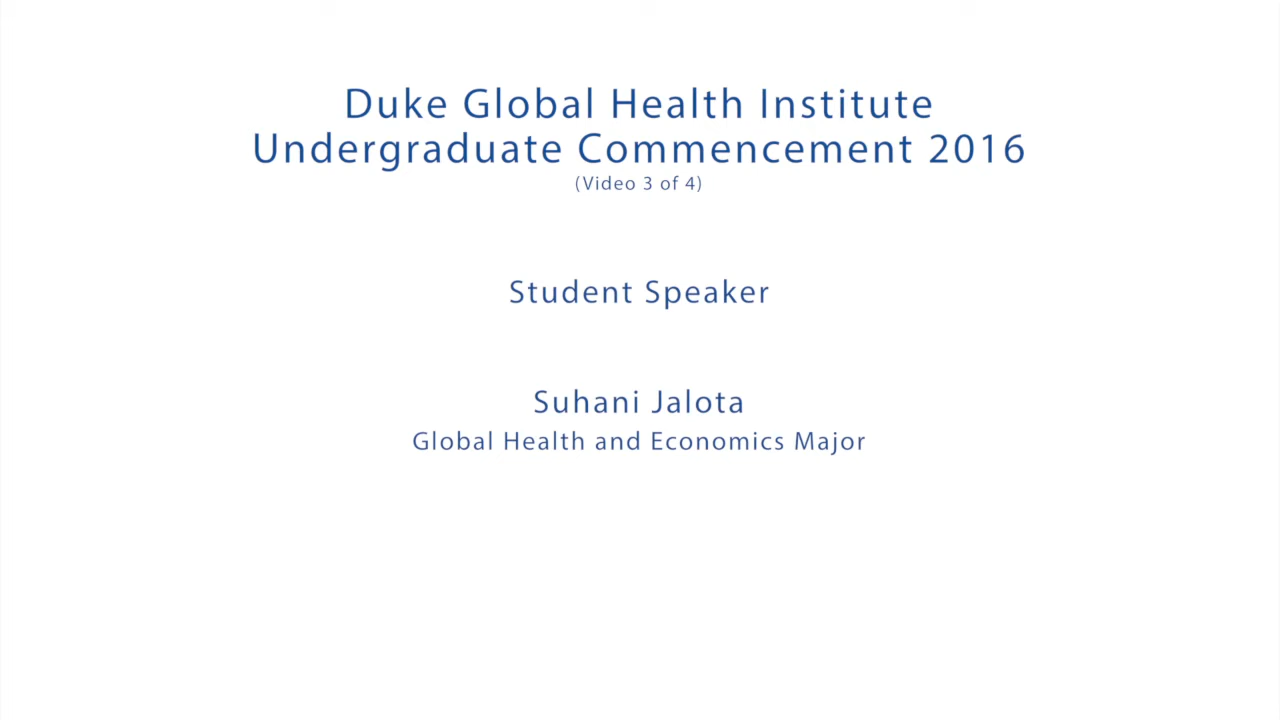 Duke Global Health Institute
Undergraduate Commencement 2016
(Video 3 of 4)
Student Speaker
Suhani Jalota
Global Health and Economics Major